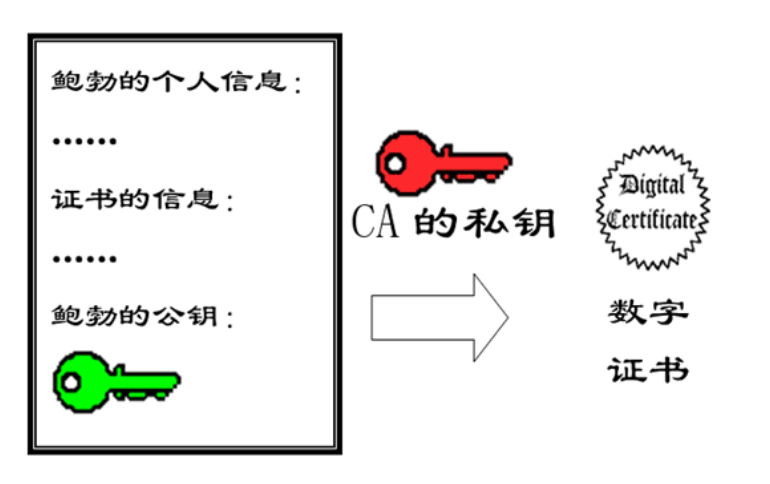 鲍勃的个人信息：
......
证书的信息：
......
鲍勃的公钥：
CA 的私钥
Digital
Certificate
数字
证书